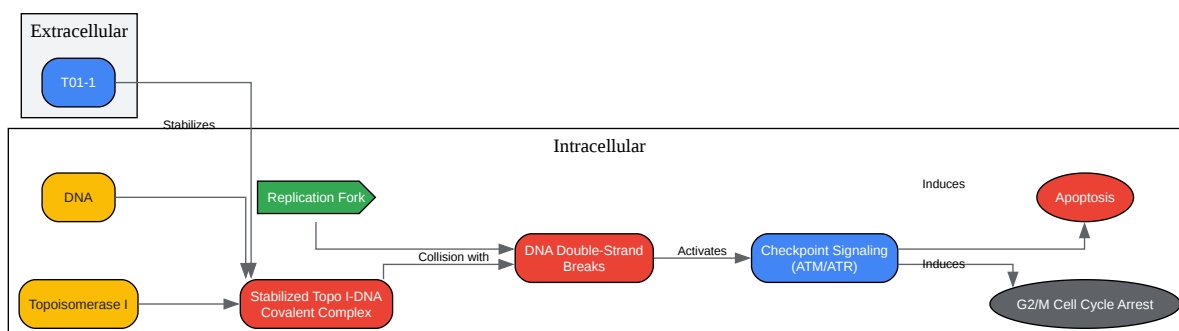 Extracellular
T01-1
Stabilizes
Intracellular
DNA
Replication Fork
Induces
Apoptosis
Collision with
DNA Double-Strand
Breaks
Activates
Checkpoint Signaling
(ATM/ATR)
Induces
Topoisomerase I
Stabilized Topo I-DNA
Covalent Complex
G2/M Cell Cycle Arrest